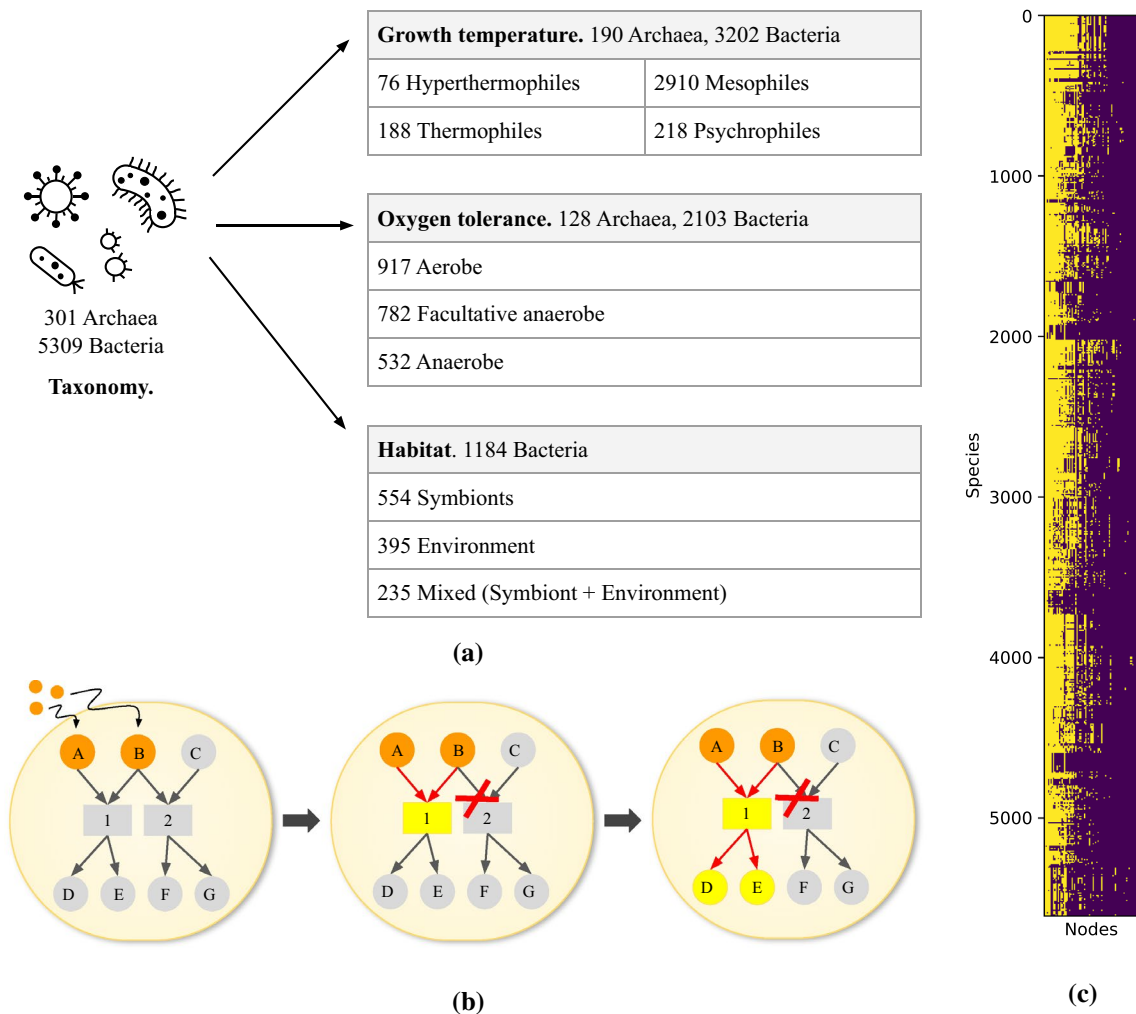 Growth temperature. 190 Archaea, 3202 Bacteria
76 Hyperthermophiles 2910 Mesophiles
188 Thermophiles 218 Psychrophiles
301 Archaea
5309 Bacteria
Taxonomy.
Oxygen tolerance. 128 Archaea, 2103 Bacteria
917 Aerobe
782 Facultative anaerobe
532 Anaerobe
Habitat. 1184 Bacteria
554 Symbionts
395 Environment
235 Mixed (Symbiont + Environment)
(a)
A B C
1 2
D E F G
A B C
1 2
D E F G
A B C
1 2
D E F G
(b)
0
1000
2000
3000
4000
5000
Species
Nodes
(c)